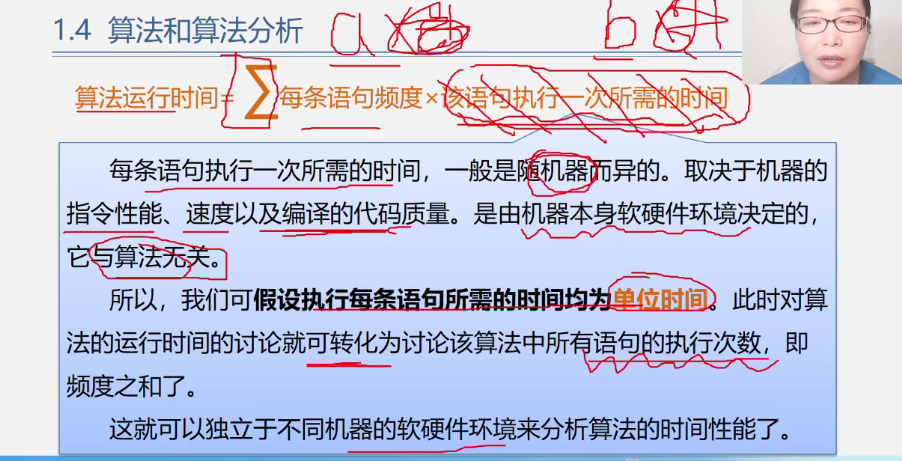 1.4 算法和算法分析
a b
算法运行时间=∑每条语句频度×该语句执行一次所需的时间
每条语句执行一次所需的时间，一般是随机器而异的。取决于机器的
指令性能、速度以及编译的代码质量。是由机器本身软硬件环境决定的，
它与算法无关。
所以，我们可假设执行每条语句所需的时间均为单位时间。此时对算
法的运行时间的讨论就可转化为讨论该算法中所有语句的执行次数，即
频度之和了。
这就可以独立于不同机器的软硬件环境来分析算法的时间性能了。